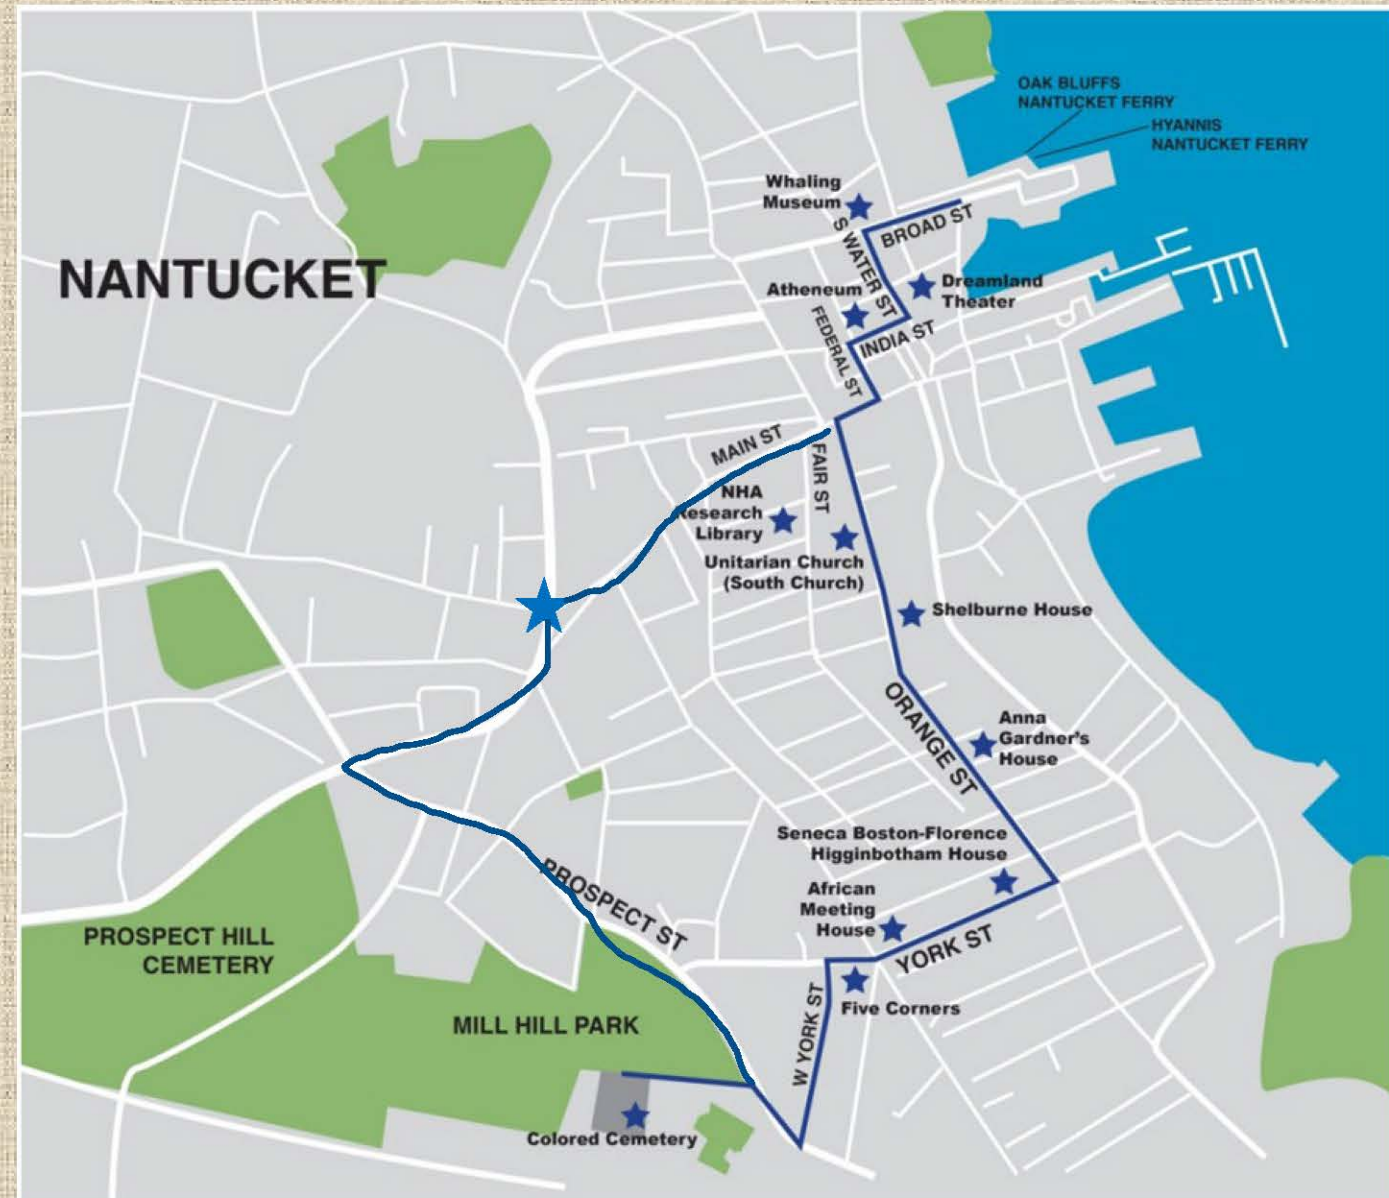 OAK BLUFFS
NANTUCKET FERRY
HYANNIS
NANTUCKET FERRY
Whaling
Museum
BROAD ST
S WATER ST
NANTUCKET
Dreamland
Theater
Atheneum
FEDERAL ST
INDIA ST
MAIN ST
FAIR ST
NHA
Research
Library
Unitarian Church
(South Church)
Shelburne House
ORANGE ST
Anna
Gardner's
House
Seneca Boston-Florence
Higginbotham House
PROSPECT ST
African
Meeting
House
YORK ST
PROSPECT HILL
CEMETERY
Five Corners
W YORK ST
MILL HILL PARK
Colored Cemetery